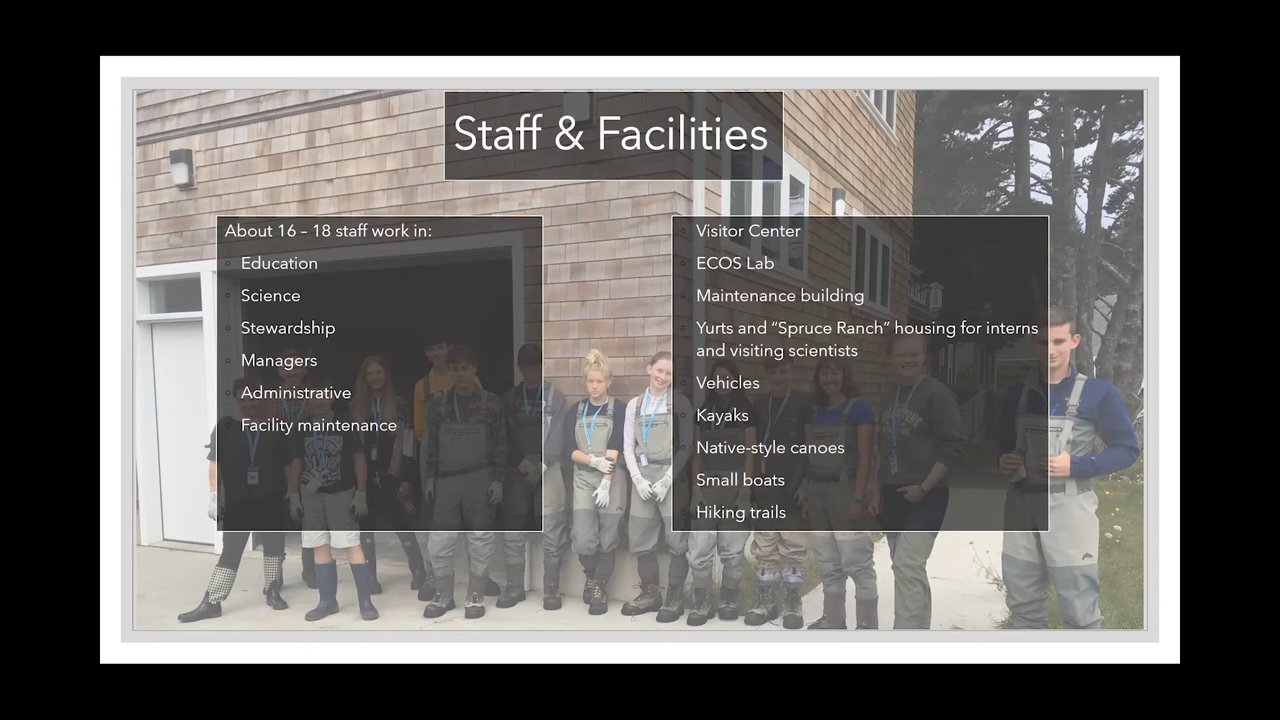 Staff & Facilities
About 16 – 18 staff work in:
Education
Science
Stewardship
Managers
Administrative
Facility maintenance
Visitor Center
ECOS Lab
Maintenance building
Yurts and “Spruce Ranch” housing for interns
and visiting scientists
Vehicles
Kayaks
Native-style canoes
Small boats
Hiking trails